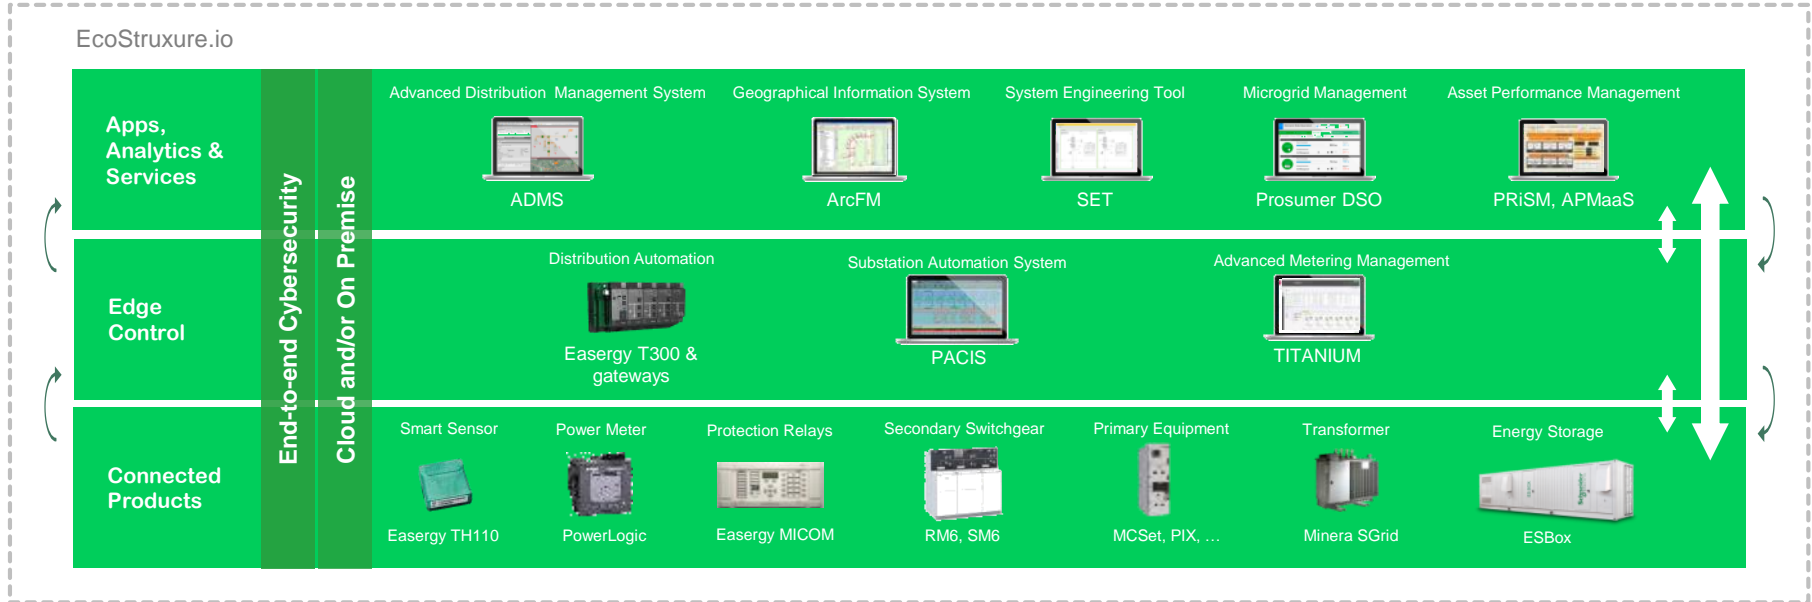 EcoStruxure.io
Apps,
Analytics &
Services
End-to-end Cybersecurity
Cloud and/or On Premise
Advanced Distribution Management System
Geographical Information System
System Engineering Tool
Microgrid Management
Asset Performance Management
ADMS
ArcFM
SET
Prosumer DSO
PRiSM, APMaaS
Edge
Control
Distribution Automation
Substation Automation System
Advanced Metering Management
Easergy T300 &
gateways
PACIS
TITANIUM
Connected
Products
Smart Sensor
Power Meter
Protection Relays
Secondary Switchgear
Primary Equipment
Transformer
Energy Storage
Schneider
Easergy TH110
PowerLogic
Easergy MICOM
RM6, SM6
MCSet, PIX, ...
Minera SGrid
ESBox